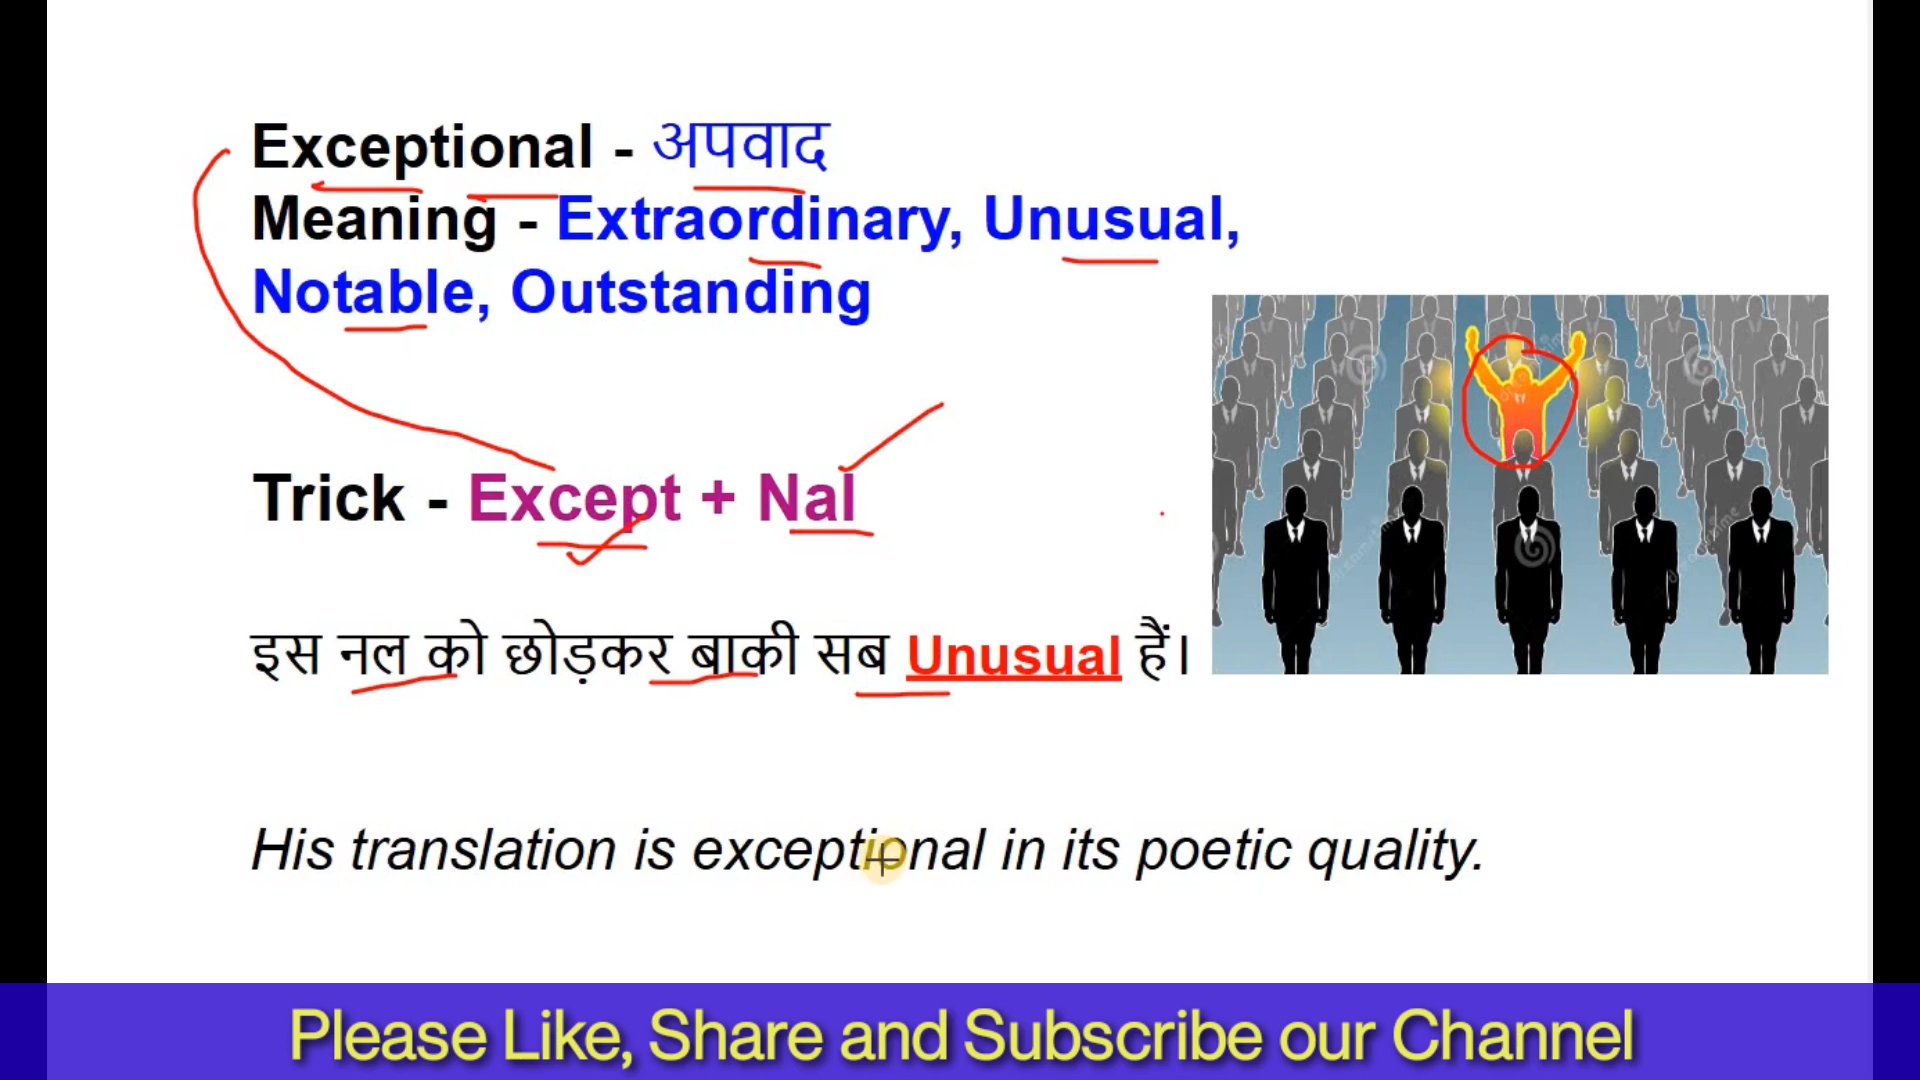 Exceptional - अपवाद
Meaning - Extraordinary, Unusual,
Notable, Outstanding
Trick - Except + Nal
इस नल को छोड़कर बाकी सब Unusual हैं।
His translation is exceptional in its poetic quality.
Please Like, Share and Subscribe our Channel